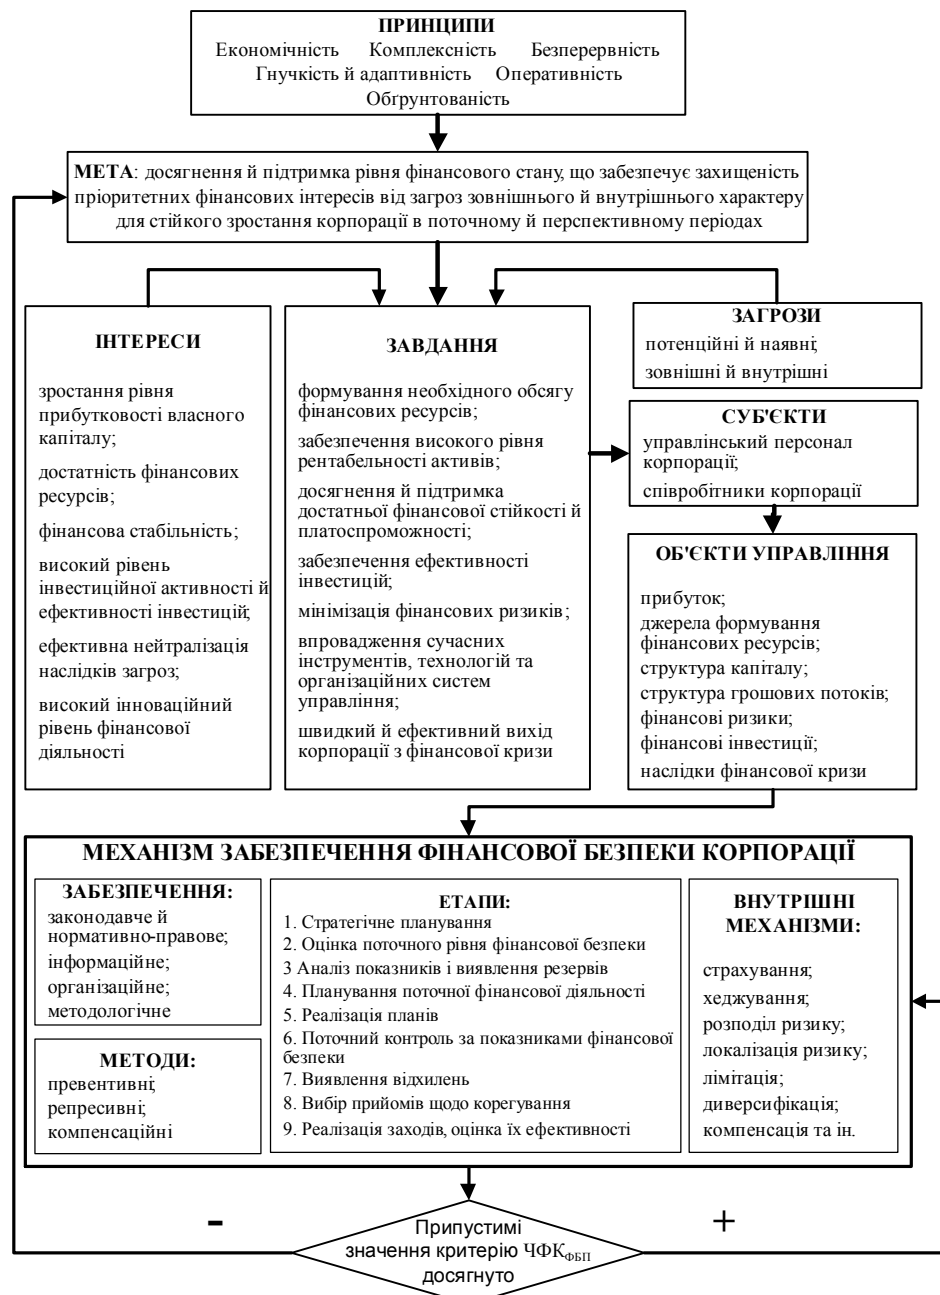 ПРИНЦИПИ
Економічність Комплексність Безперервність
Гнучкість й адаптивність Оперативність
Обґрунтованість
МЕТА: досягнення й підтримка рівня фінансового стану, що забезпечує захищеність
пріоритетних фінансових інтересів від загроз зовнішнього й внутрішнього характеру
для стійкого зростання корпорації в поточному й перспективному періодах
ІНТЕРЕСИ
зростання рівня
прибутковості власного
капіталу;
достатність фінансових
ресурсів;
фінансова стабільність;
високий рівень
інвестиційної активності й
ефективності інвестицій;
ефективна нейтралізація
наслідків загроз;
високий інноваційний
рівень фінансової
діяльності
ЗАВДАННЯ
формування необхідного обсягу
фінансових ресурсів;
забезпечення високого рівня
рентабельності активів;
досягнення й підтримка
достатньої фінансової стійкості й
платоспроможності;
забезпечення ефективності
інвестицій;
мінімізація фінансових ризиків;
впровадження сучасних
інструментів, технологій та
організаційних систем
управління;
швидкий й ефективний вихід
корпорації з фінансової кризи
ЗАГРОЗИ
потенційні й наявні;
зовнішні й внутрішні
СУБ'ЄКТИ
управлінський персонал
корпорації;
співробітники корпорації
ОБ'ЄКТИ УПРАВЛІННЯ
прибуток;
джерела формування
фінансових ресурсів;
структура капіталу;
структура грошових потоків;
фінансові ризики;
фінансові інвестиції;
наслідки фінансової кризи
МЕХАНІЗМ ЗАБЕЗПЕЧЕННЯ ФІНАНСОВОЇ БЕЗПЕКИ КОРПОРАЦІЇ
ЗАБЕЗПЕЧЕННЯ:
законодавче й
нормативно-правове;
інформаційне;
організаційне;
методологічне
МЕТОДИ:
превентивні;
репресивні;
компенсаційні
ЕТАПИ:
1. Стратегічне планування
2. Оцінка поточного рівня фінансової безпеки
3 Аналіз показників і виявлення резервів
4. Планування поточної фінансової діяльності
5. Реалізація планів
6. Поточний контроль за показниками фінансової
безпеки
7. Виявлення відхилень
8. Вибір прийомів щодо корегування
9. Реалізація заходів, оцінка їх ефективності
ВНУТРІШНІ
МЕХАНІЗМИ:
страхування;
хеджування;
розподіл ризику;
локалізація ризику;
лімітація;
диверсифікація;
компенсація та ін.
- +
Припустимі
значення критерію ЧФК ФБП
досягнуто